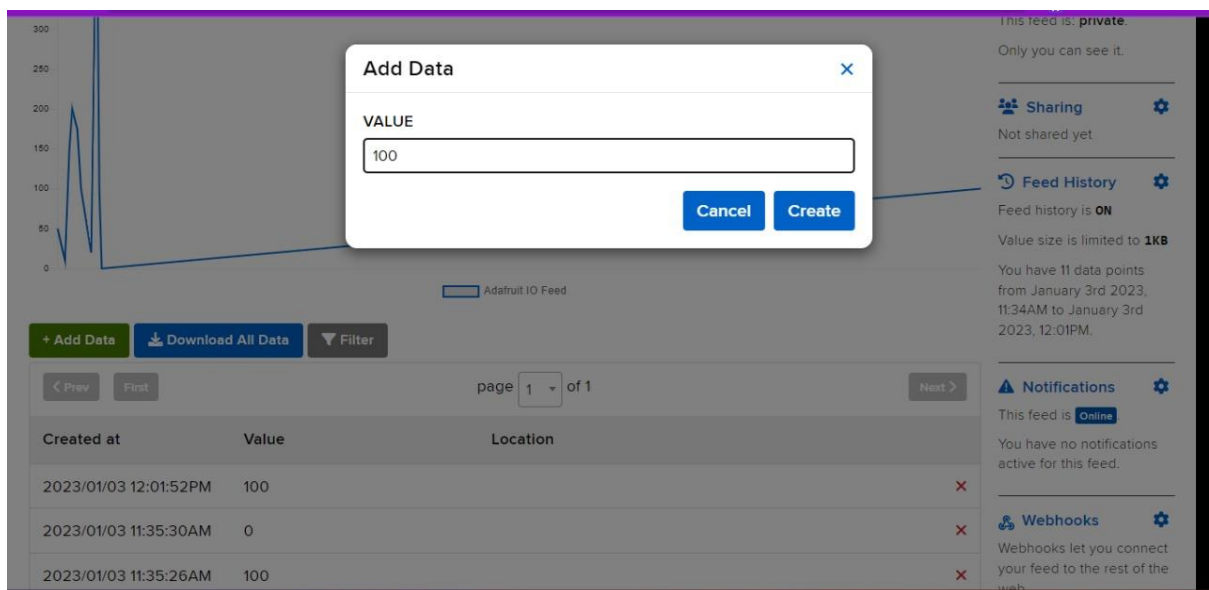 300
250
200
150
100
50
0
Adafruit IO Feed
Add Data
×
VALUE
100
Cancel
Create
+ Add Data
Download All Data
Filter
< Prev
First
page 1 of 1
Next >
Created at Value Location
2023/01/03 12:01:52PM 100 ×
2023/01/03 11:35:30AM 0 ×
2023/01/03 11:35:26AM 100 ×
This feed is: private.
Only you can see it.
Sharing
Not shared yet
Feed History
Feed history is ON
Value size is limited to 1KB
You have 11 data points
from January 3rd 2023,
11:34AM to January 3rd
2023, 12:01PM.
Notifications
This feed is Online.
You have no notifications
active for this feed.
Webhooks
Webhooks let you connect
your feed to the rest of the
web